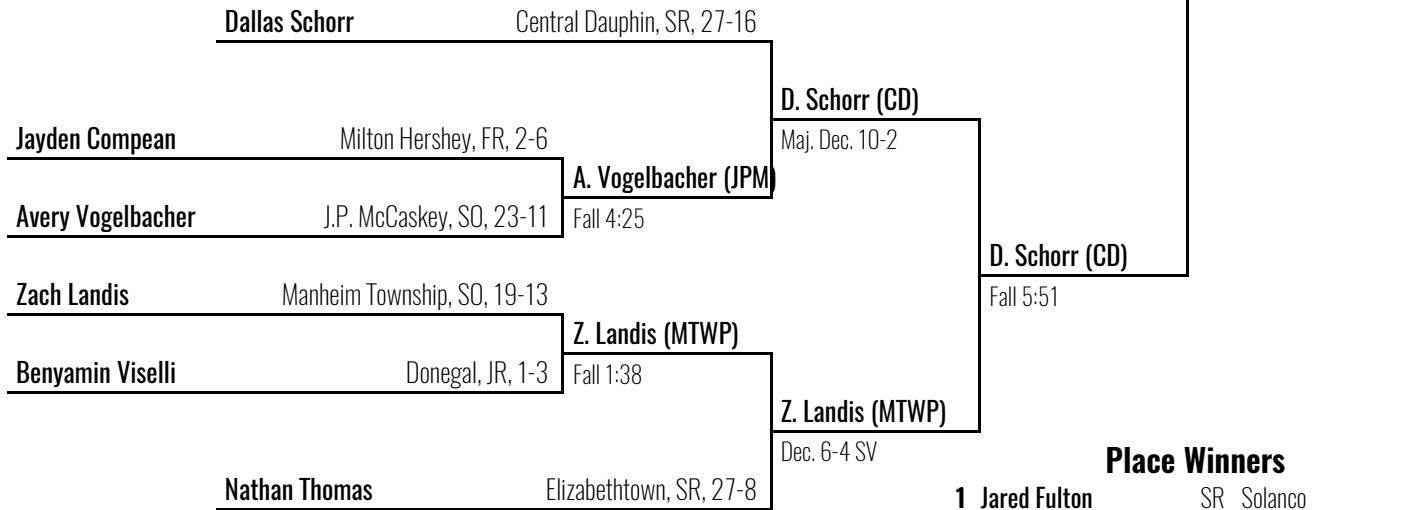 Dallas Schorr Central Dauphin, SR, 27-16
D. Schorr (CD)
Jayden Compean Milton Hershey, FR, 2-6
Maj. Dec. 10-2
A. Vogelbacher (JPM)
Avery Vogelbacher J.P. McCaskey, SO, 23-11
Fall 4:25
D. Schorr (CD)
Zach Landis Manheim Township, SO, 19-13
Fall 5:51
Z. Landis (MTWP)
Benyamin Viselli Donegal, JR, 1-3
Fall 1:38
Z. Landis (MTWP)
Dec. 6-4 SV
Place Winners
Nathan Thomas Elizabethtown, SR, 27-8
1 Jared Fulton SR Solanco